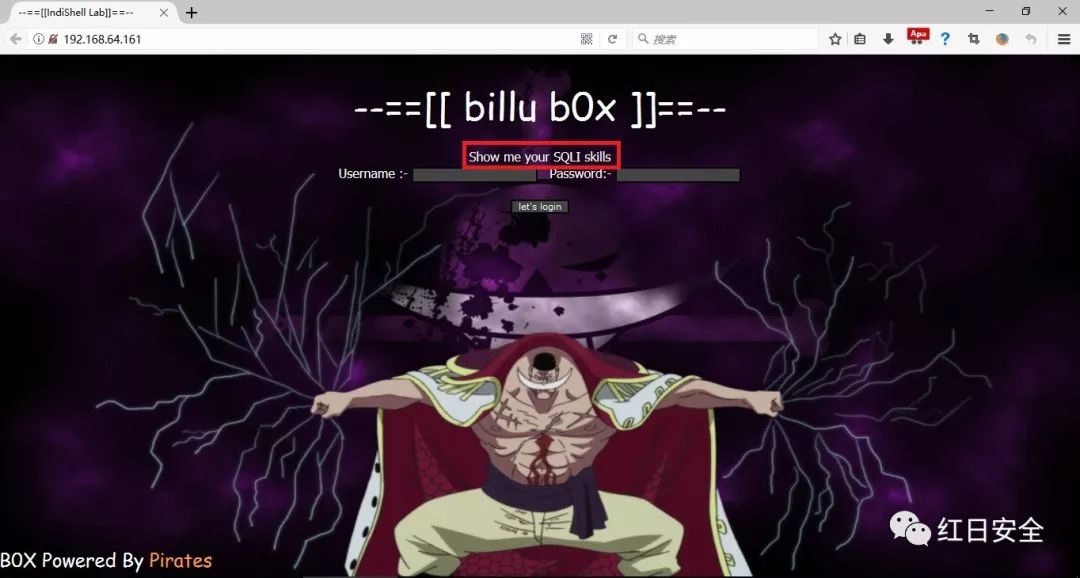 --==[[IndiShell Lab]]==--
192.168.64.161
搜索
Apa
--==[[ billu b0x ]]==--
Show me your SQLI skills
Username :- Password:-
let's login
红日安全
B0X Powered By Pirates